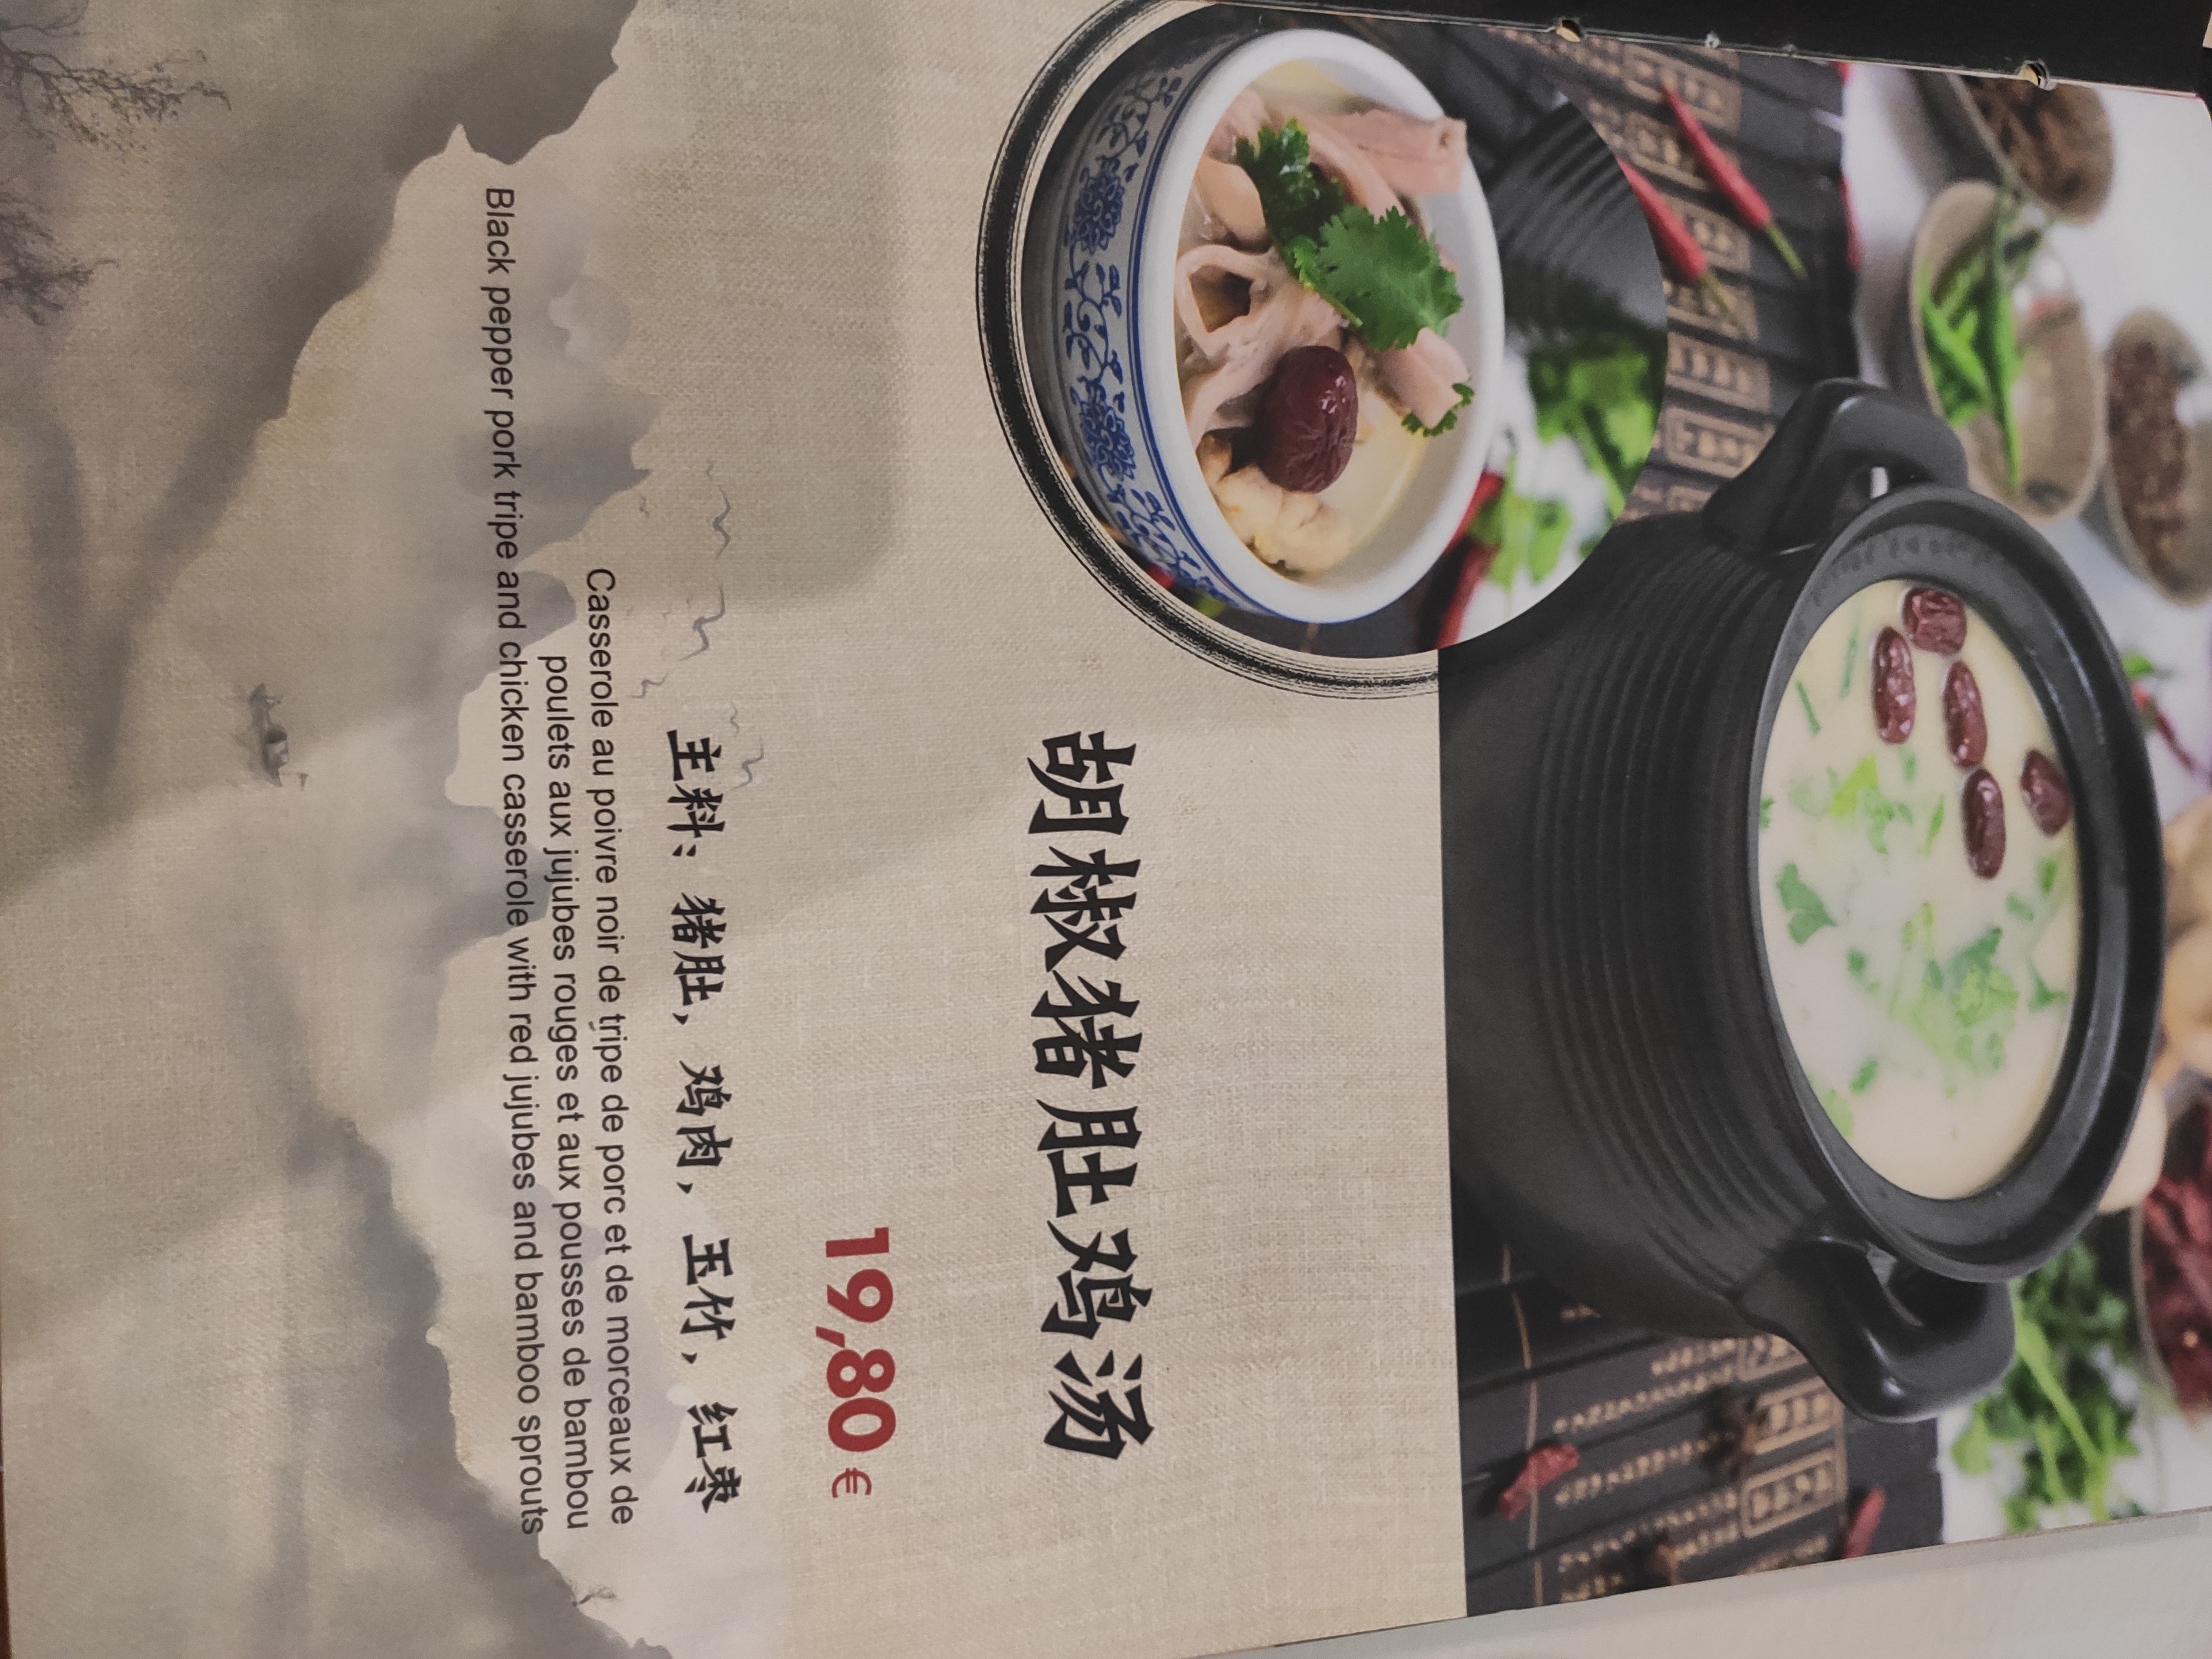 胡椒猪肚鸡汤
19,80 €
主料：猪肚，鸡肉，玉竹，红枣
Casserole au poivre noir de tripe de porc et de morceaux de
poulets aux jujubes rouges et aux pousses de bambou
Black pepper pork tripe and chicken casserole with red jujubes and bamboo sprouts